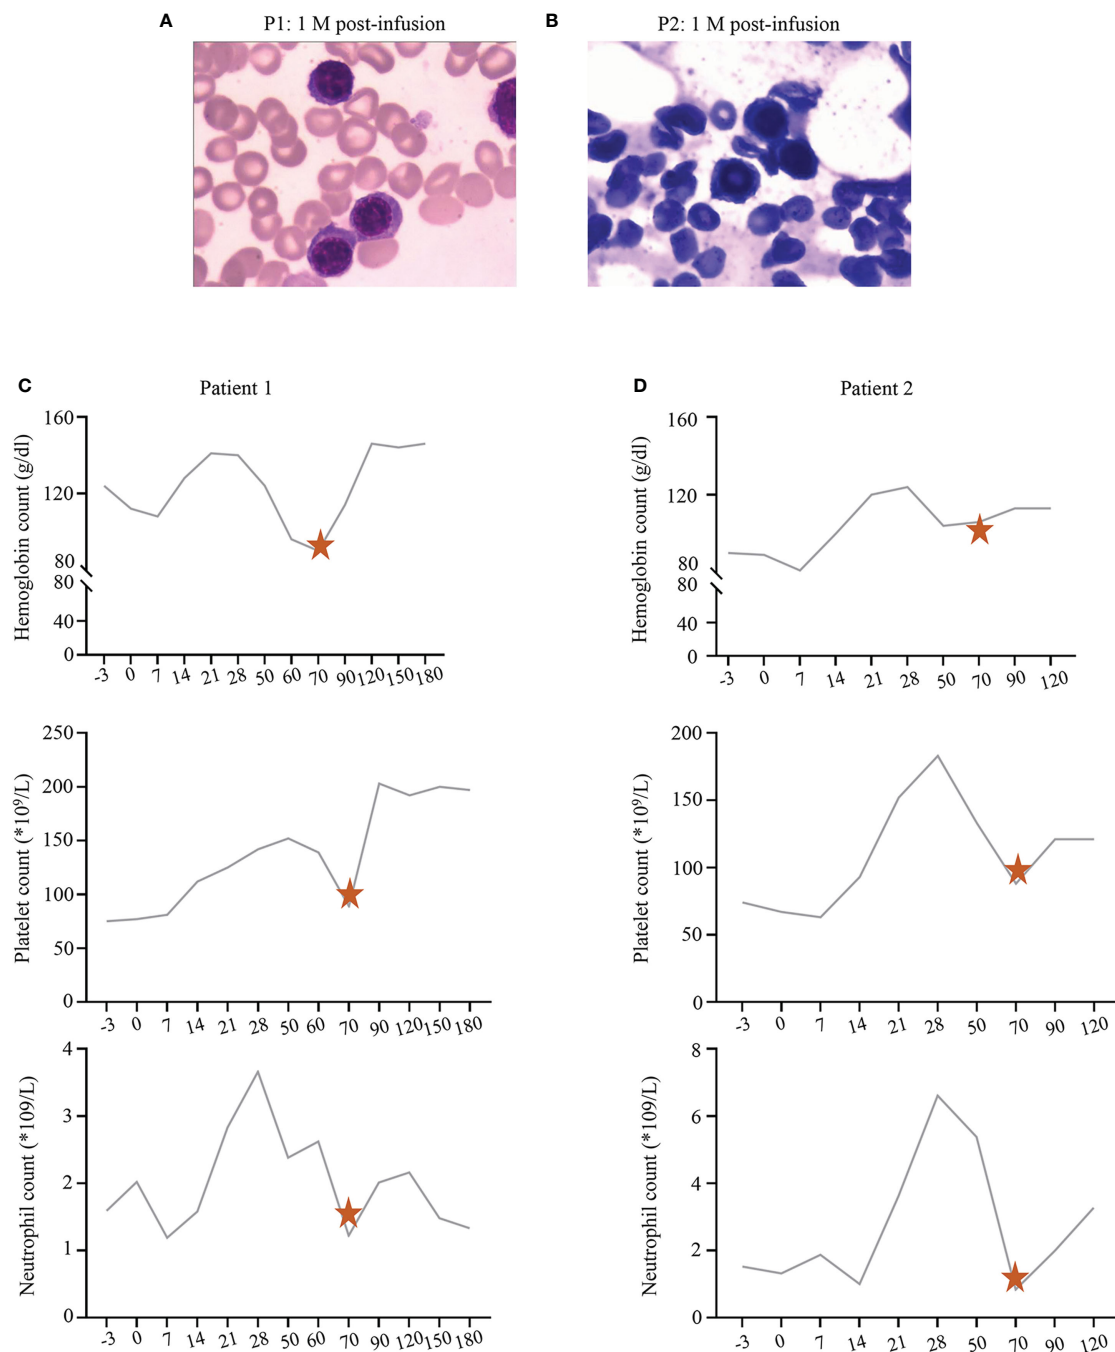 A
P1: 1 M post-infusion
B
P2: 1 M post-infusion
C
Patient 1
Hemoglobin count (g/dl)
160
120
80
80
40
0
-3 0 7 14 21 28 50 60 70 90 120 150 180
D
Patient 2
Hemoglobin count (g/dl)
160
120
80
80
40
0
-3 0 7 14 21 28 50 70 90 120
Platelet count (*10⁹/L)
250
200
150
100
50
0
-3 0 7 14 21 28 50 60 70 90 120 150 180
Platelet count (*10⁹/L)
200
150
100
50
0
-3 0 7 14 21 28 50 70 90 120
Neutrophil count (*109/L)
4
3
2
1
0
-3 0 7 14 21 28 50 60 70 90 120 150 180
Neutrophil count (*109/L)
8
6
4
2
0
-3 0 7 14 21 28 50 70 90 120